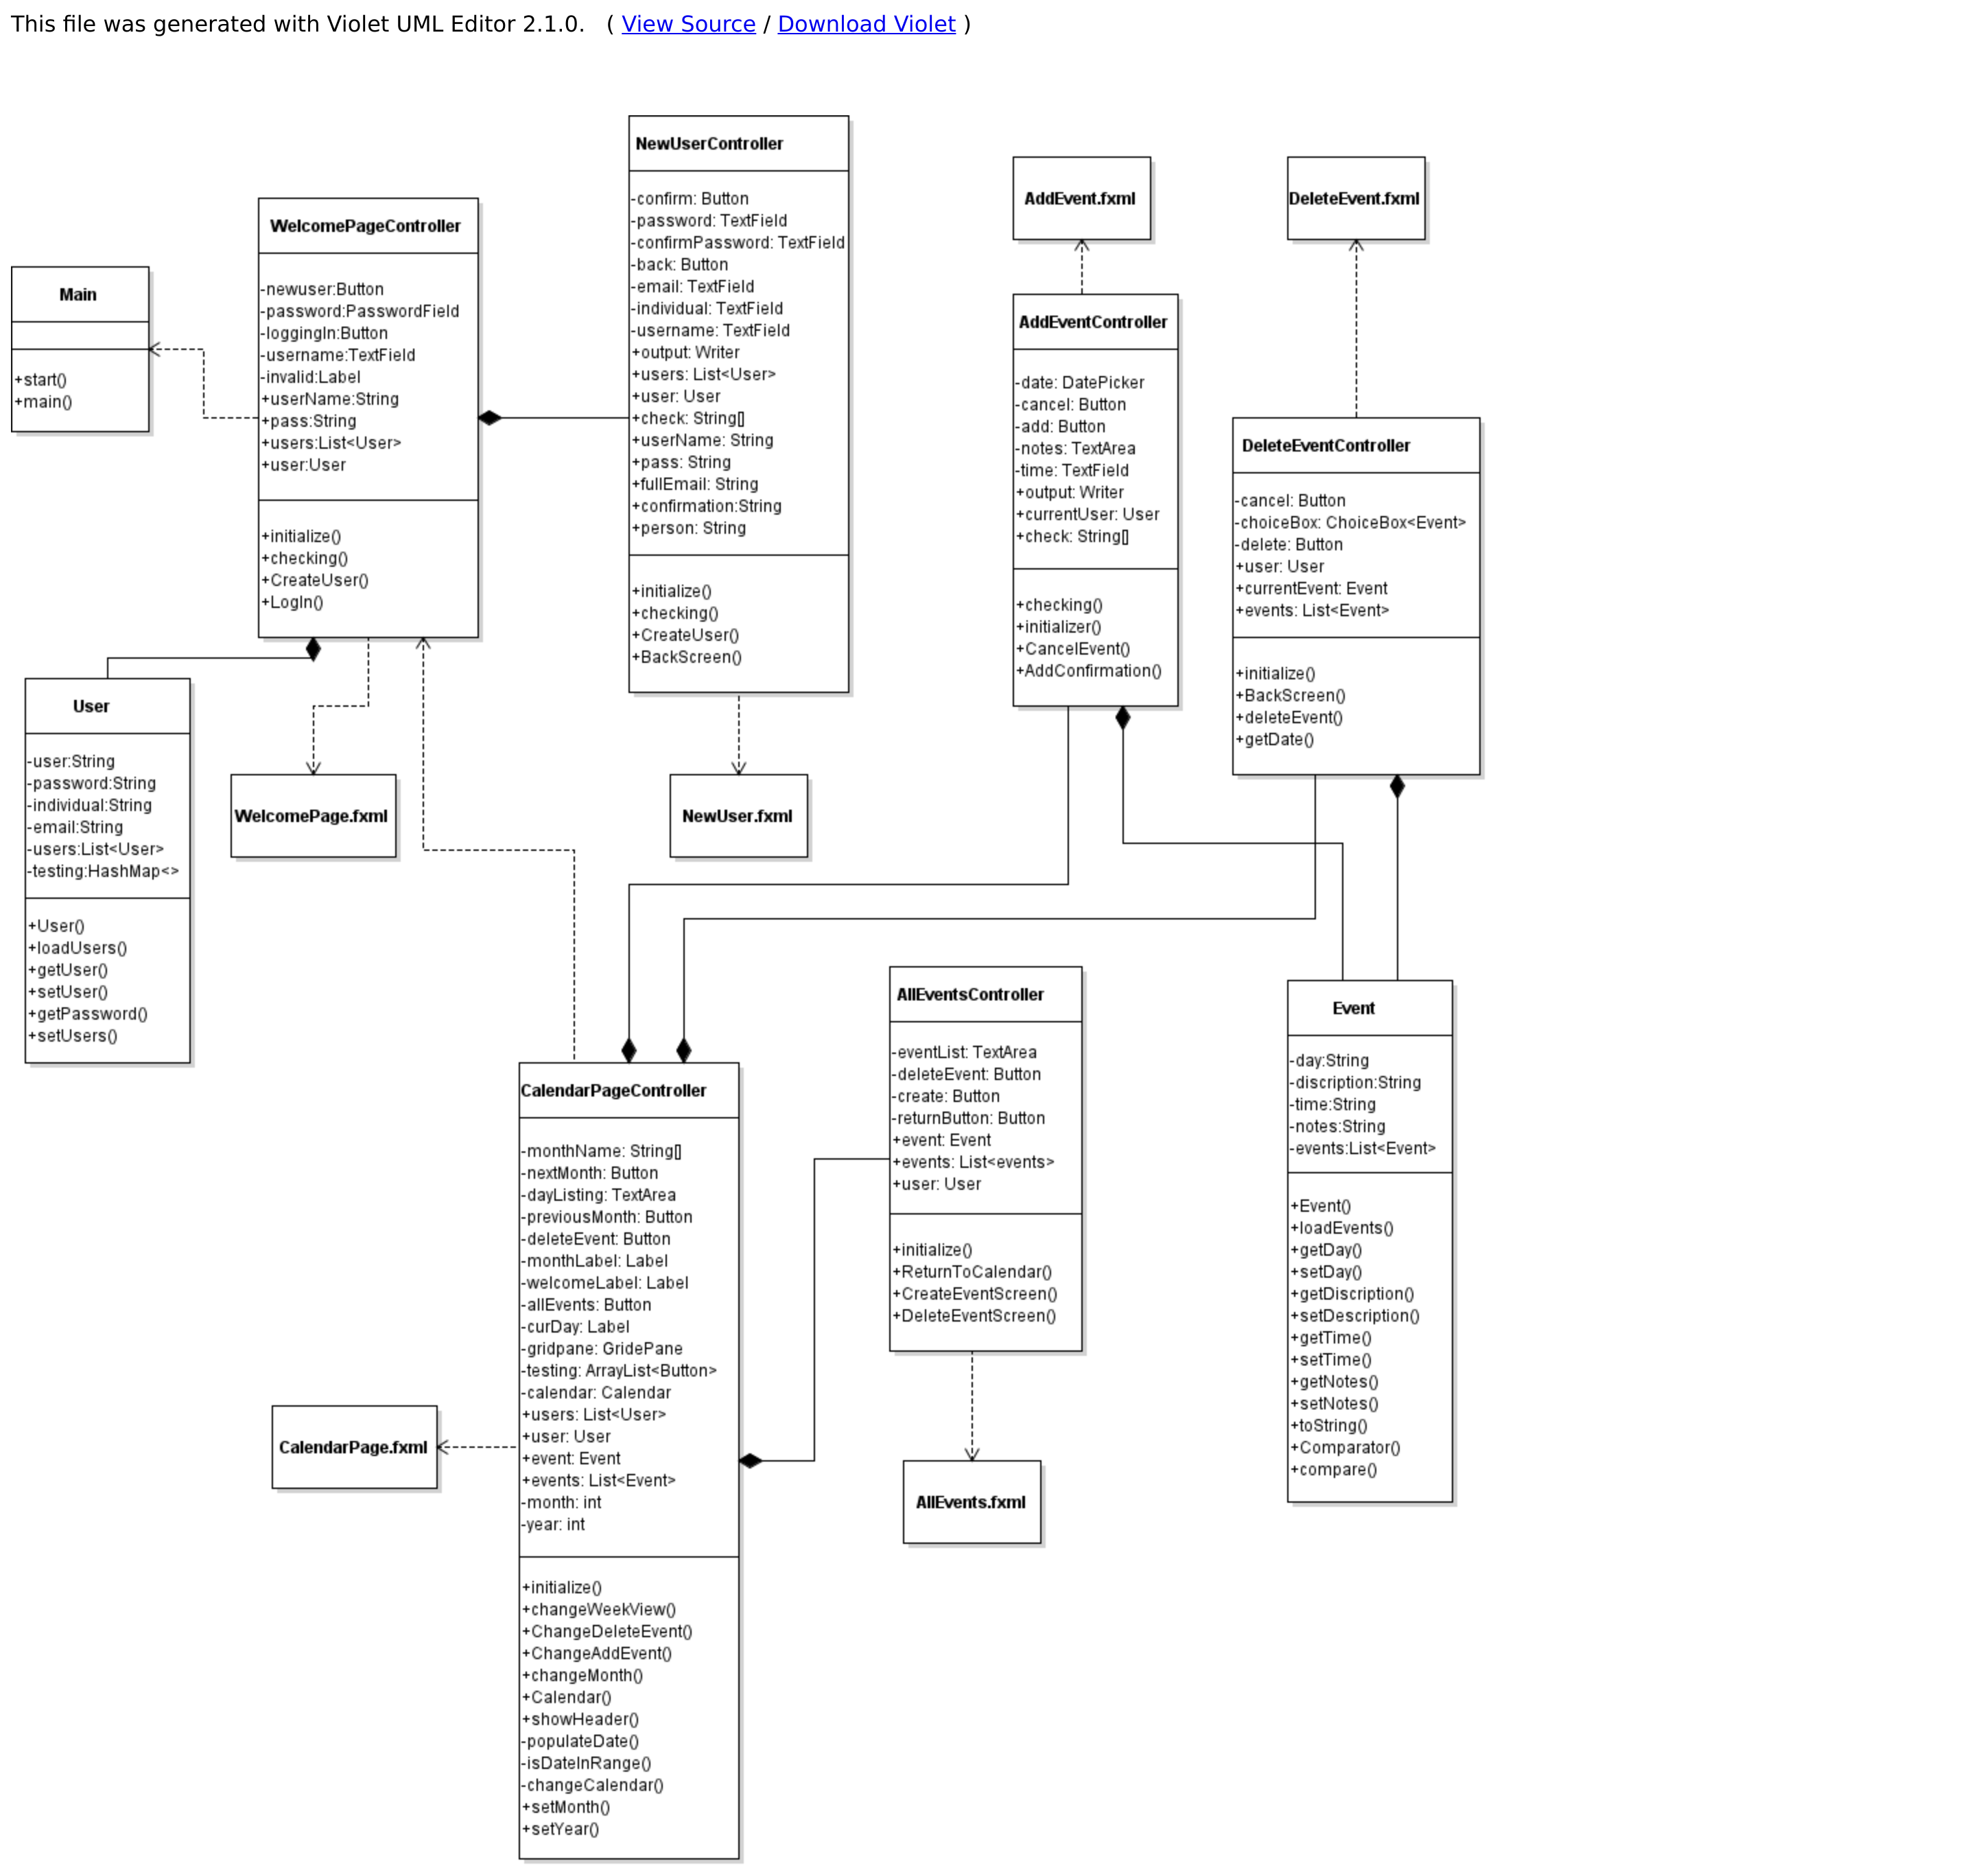 This file was generated with Violet UML Editor 2.1.0. ( View Source / Download Violet )
Main
+start()
+main()
WelcomePageController
-newuser:Button
-password:PasswordField
-loggingIn:Button
-username:TextField
-invalid:Label
+userName:String
+pass:String
+users:List<User>
+user:User
+initialize()
+checking()
+CreateUser()
+LogIn()
NewUserController
-confirm: Button
-password: TextField
-confirmPassword: TextField
-back: Button
-email: TextField
-individual: TextField
-username: TextField
+output: Writer
+users: List<User>
+user: User
+check: String[]
+userName: String
+pass: String
+fullEmail: String
+confirmation:String
+person: String
+initialize()
+checking()
+CreateUser()
+BackScreen()
AddEvent.fxml
DeleteEvent.fxml
AddEventController
-date: DatePicker
-cancel: Button
-add: Button
-notes: TextArea
-time: TextField
+output: Writer
+currentUser: User
+check: String[]
+checking()
+initializer()
+CancelEvent()
+AddConfirmation()
DeleteEventController
-cancel: Button
-choiceBox: ChoiceBox<Event>
-delete: Button
+user: User
+currentEvent: Event
+events: List<Event>
+initialize()
+BackScreen()
+deleteEvent()
+getDate()
User
-user:String
-password:String
-individual:String
-email:String
-users:List<User>
-testing:HashMap<>
+User()
+loadUsers()
+getUser()
+setUser()
+getPassword()
+setUsers()
WelcomePage.fxml
NewUser.fxml
CalendarPageController
-monthName: String[]
-nextMonth: Button
-dayListing: TextArea
-previousMonth: Button
-deleteEvent: Button
-monthLabel: Label
-welcomeLabel: Label
-allEvents: Button
-curDay: Label
-gridpane: GridePane
-testing: ArrayList<Button>
-calendar: Calendar
+users: List<User>
+user: User
+event: Event
+events: List<Event>
-month: int
-year: int
+initialize()
+changeWeekView()
+ChangeDeleteEvent()
+ChangeAddEvent()
+changeMonth()
+Calendar()
+showHeader()
-populateDate()
-isDateInRange()
-changeCalendar()
+setMonth()
+setYear()
CalendarPage.fxml
AllEventsController
-eventList: TextArea
-deleteEvent: Button
-create: Button
-returnButton: Button
+event: Event
+events: List<events>
+user: User
+initialize()
+ReturnToCalendar()
+CreateEventScreen()
+DeleteEventScreen()
AllEvents.fxml
Event
-day:String
-discription:String
-time:String
-notes:String
-events:List<Event>
+Event()
+loadEvents()
+getDay()
+setDay()
+getDiscription()
+setDescription()
+getTime()
+setTime()
+getNotes()
+setNotes()
+toString()
+Comparator()
+compare()